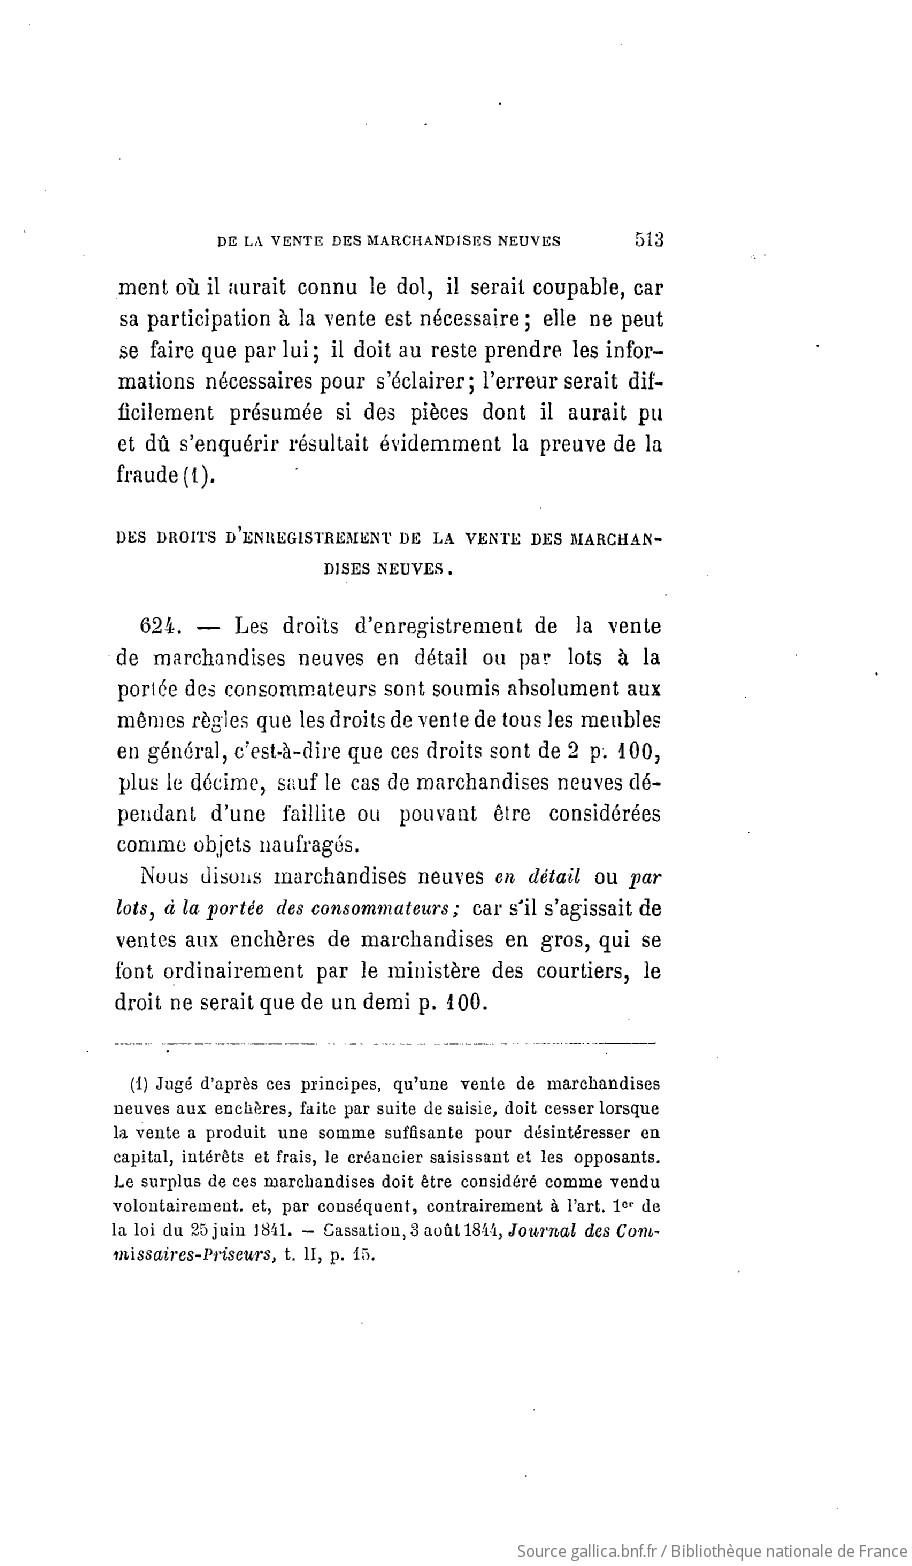 DE LA VENTE DES MARCHANDISES NEUVES 513
ment où il aurait connu le dol, il serait coupable, car
sa participation à la vente est nécessaire ; elle ne peut
se faire que par lui ; il doit au reste prendre les infor-
mations nécessaires pour s'éclairer ; l'erreur serait dif-
ficilement présumée si des pièces dont il aurait pu
et dû s'enquérir résultait évidemment la preuve de la
fraude (1).
DES DROITS D'ENREGISTREMENT DE LA VENTE DES MARCHAN-
DISES NEUVES.
624. — Les droits d'enregistrement de la vente
de marchandises neuves en détail ou par lots à la
portée des consommateurs sont soumis absolument aux
mêmes règles que les droits de vente de tous les meubles
en général, c'est-à-dire que ces droits sont de 2 p. 100,
plus le décime, sauf le cas de marchandises neuves dé-
pendant d'une faillite ou pouvant être considérées
comme objets naufragés.
Nous disons marchandises neuves en détail ou par
lots, à la portée des consommateurs ; car s'il s'agissait de
ventes aux enchères de marchandises en gros, qui se
font ordinairement par le ministère des courtiers, le
droit ne serait que de un demi p. 100.
(1) Jugé d'après ces principes, qu'une vente de marchandises
neuves aux enchères, faite par suite de saisie, doit cesser lorsque
la vente a produit une somme suffisante pour désintéresser en
capital, intérêts et frais, le créancier saisissant et les opposants.
Le surplus de ces marchandises doit être considéré comme vendu
volontairement. et, par conséquent, contrairement à l'art. 1er de
la loi du 25 juin 1841. — Cassation, 3 août 1844, Journal des Com-
missaires-Priseurs, t. II, p. 15.
Source gallica.bnf.fr / Bibliothèque nationale de France